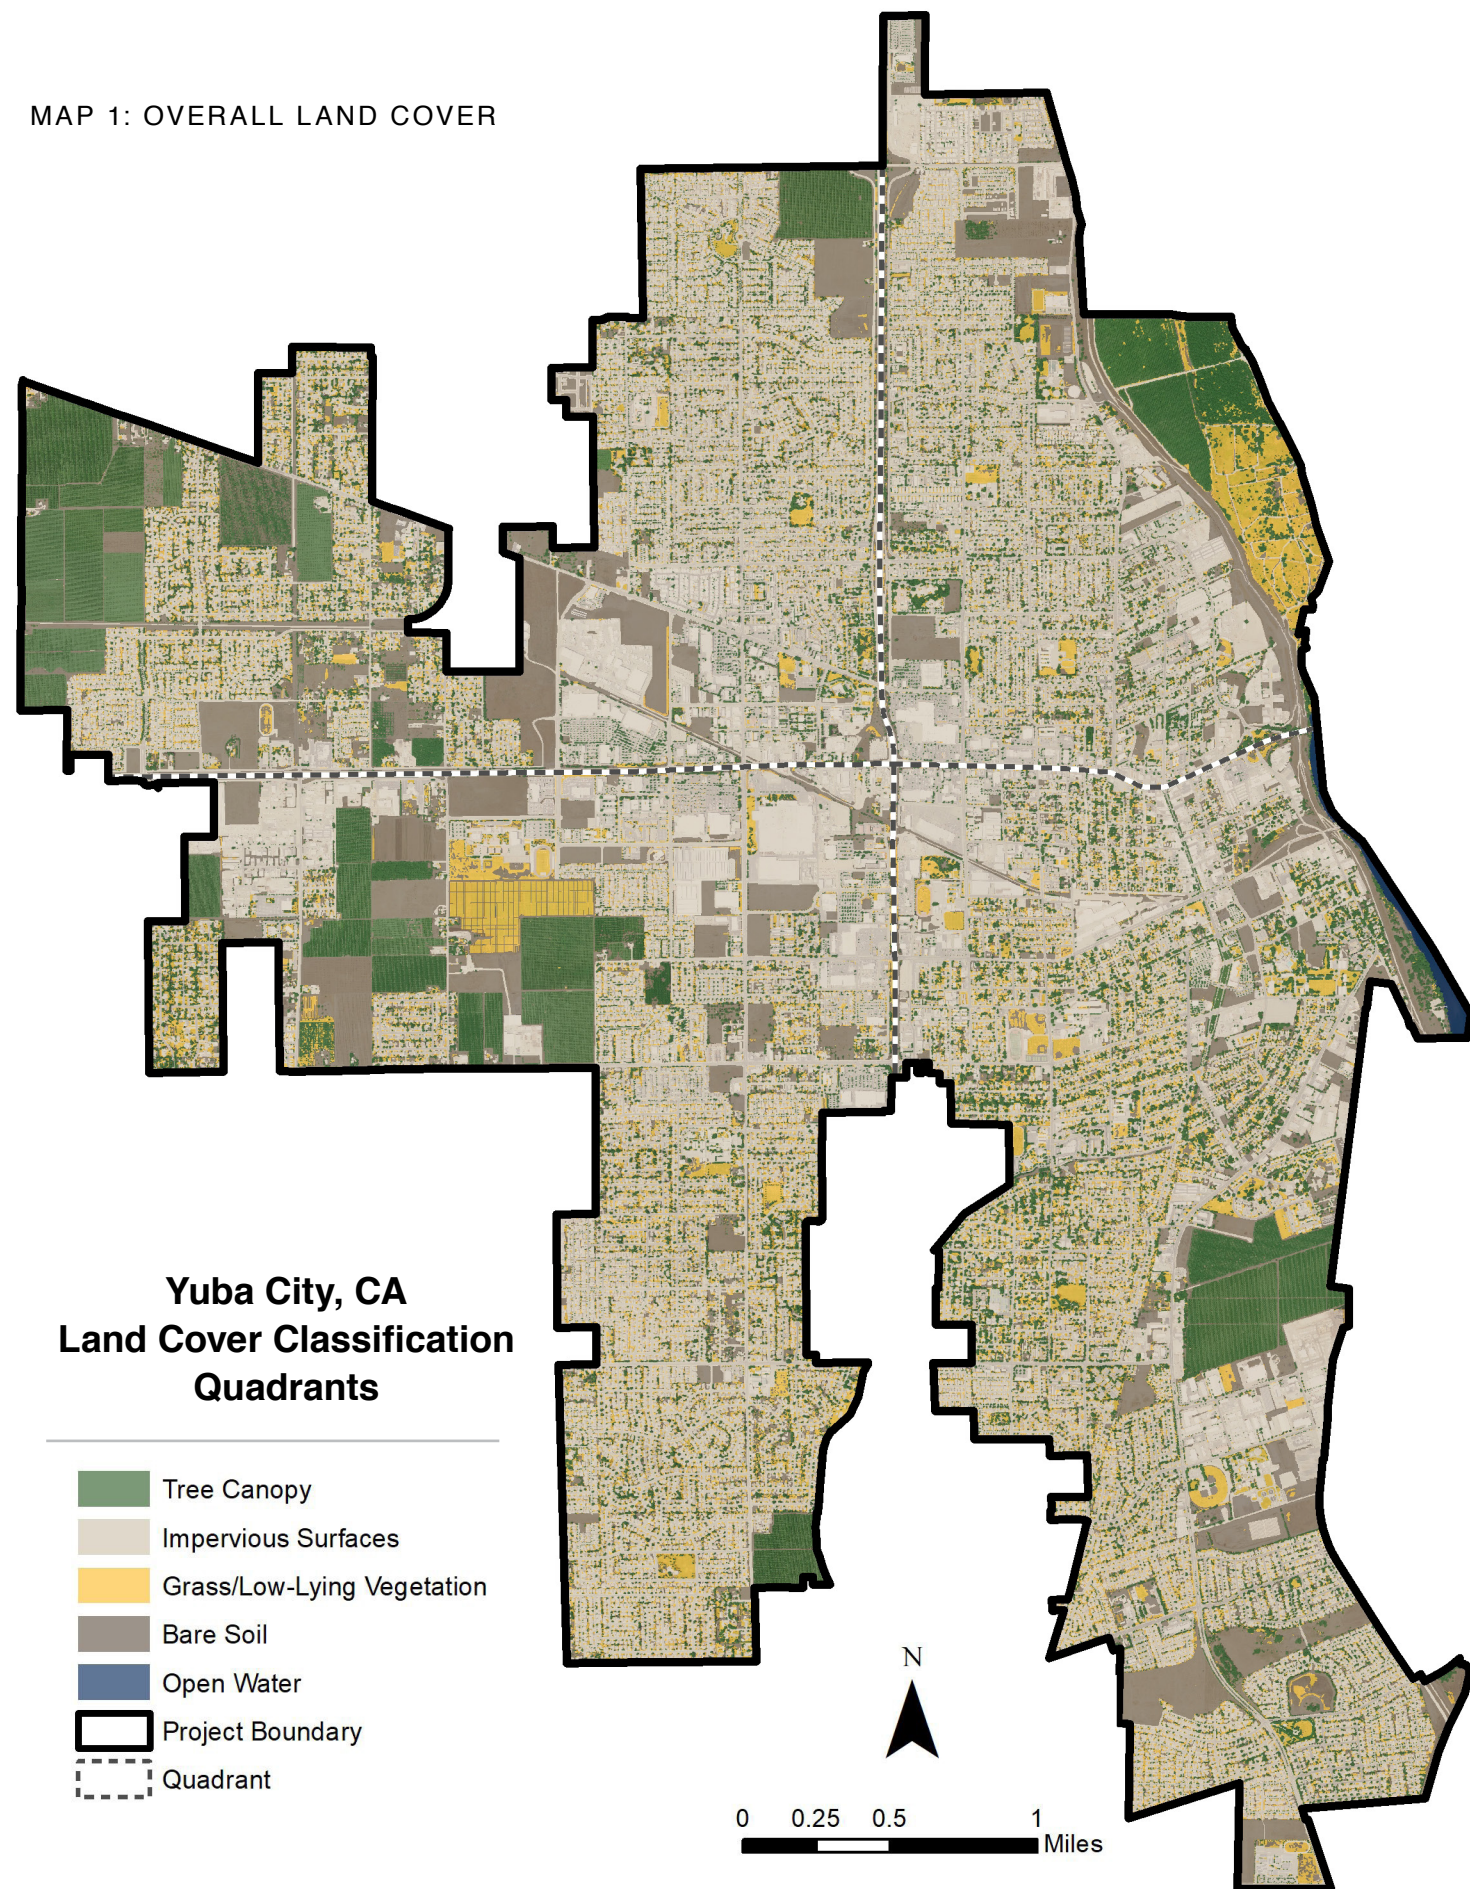 MAP 1: OVERALL LAND COVER
Yuba City, CA
Land Cover Classification
Quadrants
Tree Canopy
Impervious Surfaces
Grass/Low-Lying Vegetation
Bare Soil
Open Water
Project Boundary
Quadrant
N
0 0.25 0.5 1
Miles